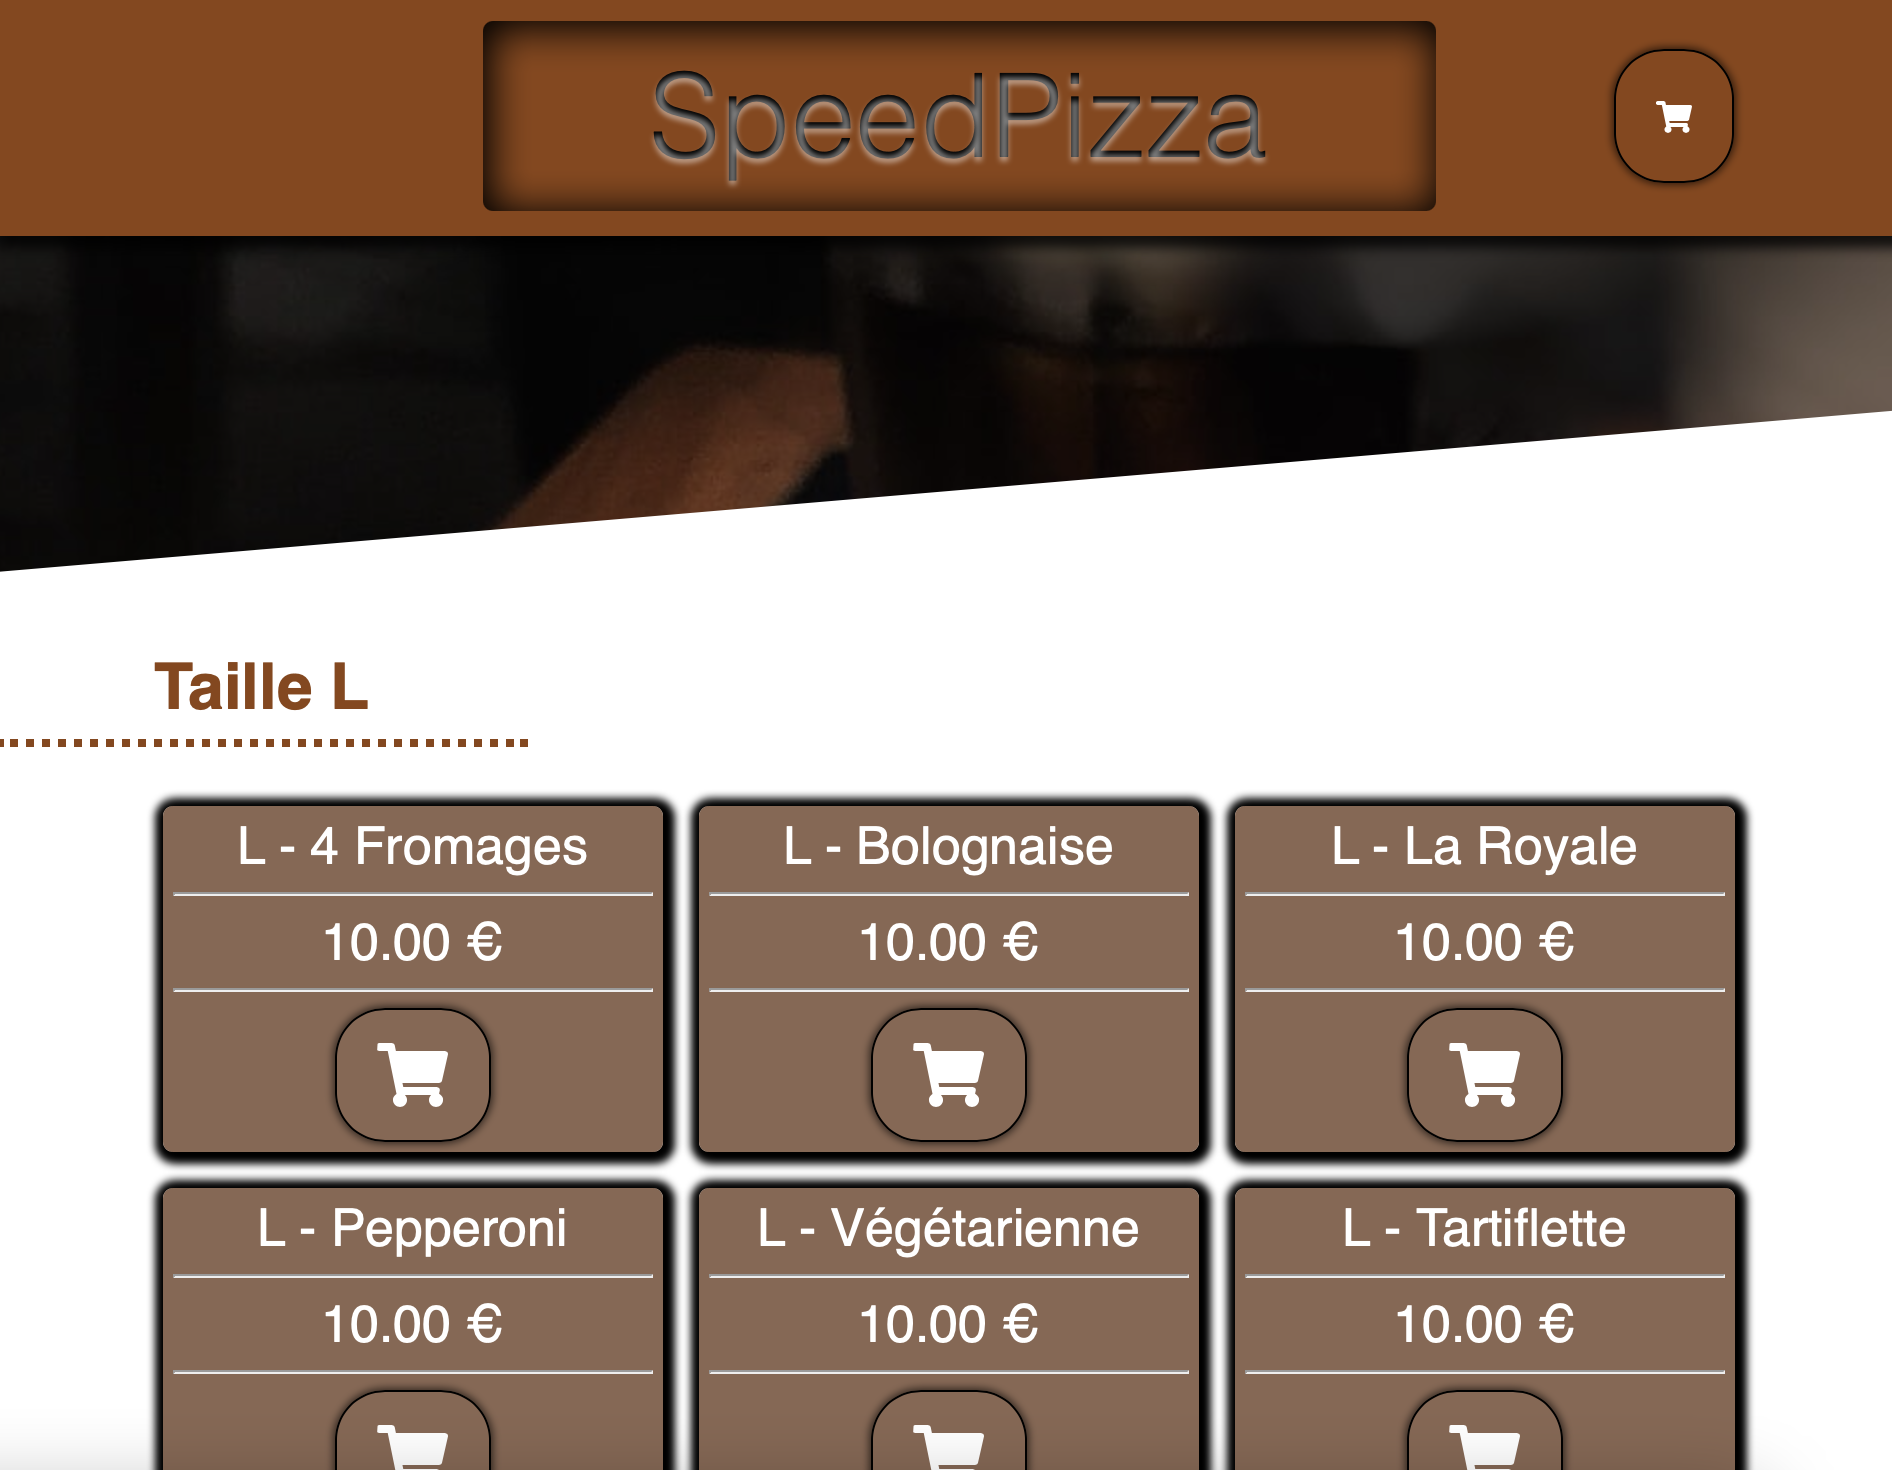 SpeedPizza
Taille L
L - 4 Fromages
10.00 €
L - Bolognaise
10.00 €
L - La Royale
10.00 €
L - Pepperoni
10.00 €
L - Végétarienne
10.00 €
L - Tartiflette
10.00 €